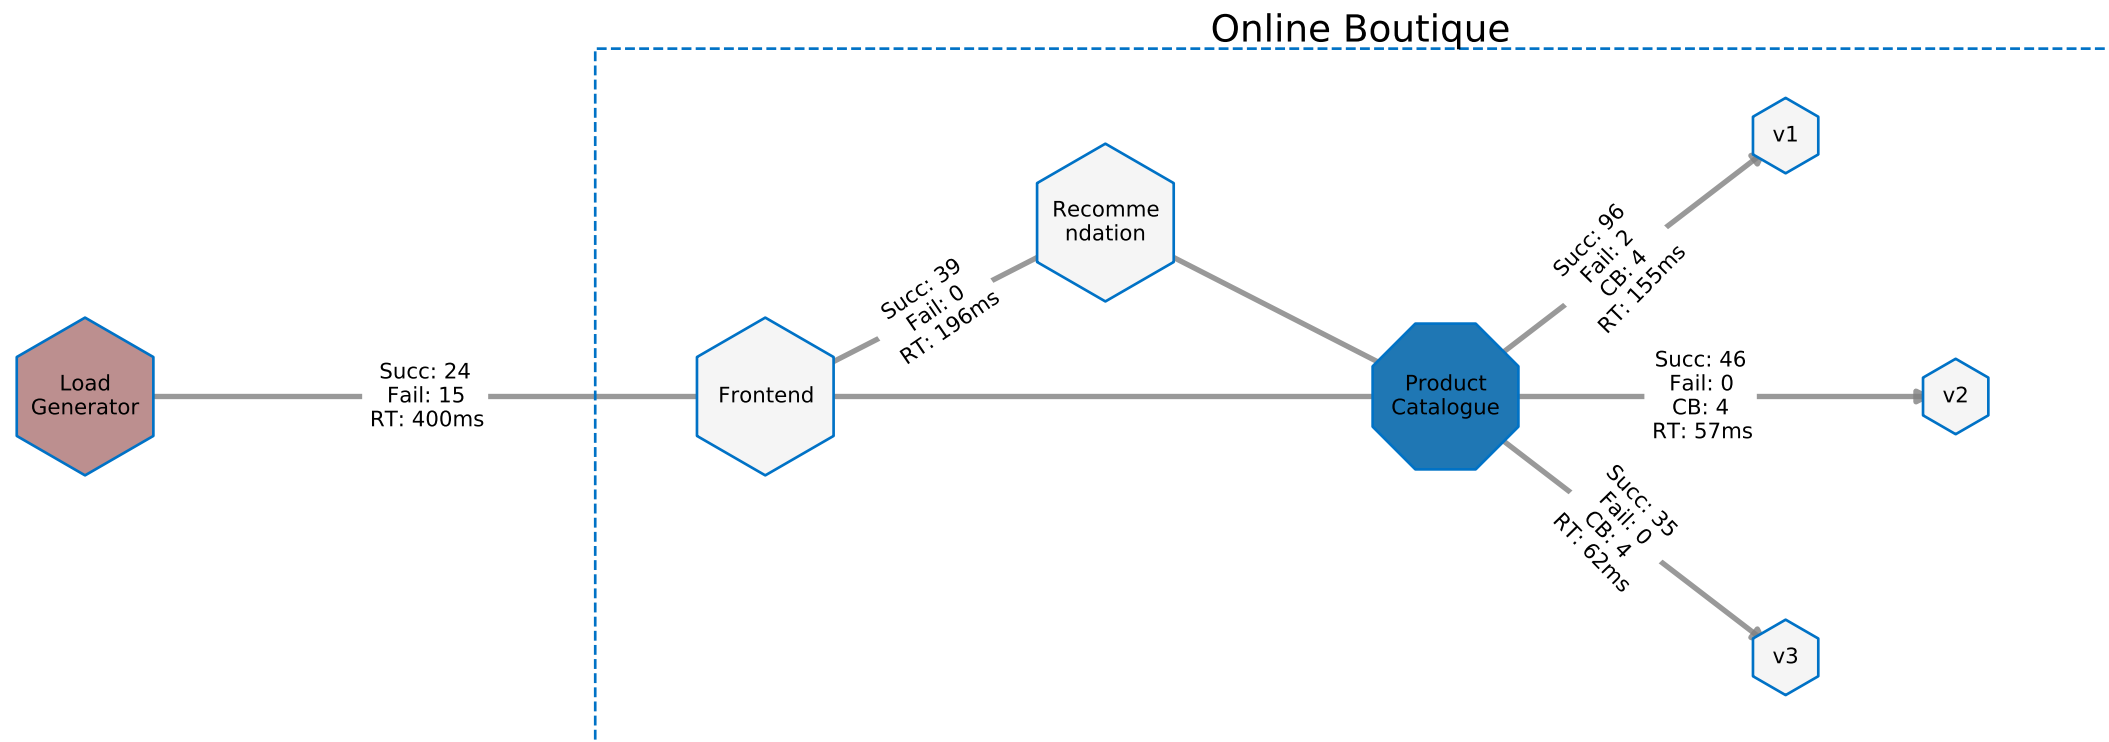 Online Boutique
Load
Generator
Succ: 24
Fail: 15
RT: 400ms
Frontend
Succ: 39
Fail: 0
RT: 196ms
Recomme
ndation
Product
Catalogue
Succ: 96
Fail: 2
CB: 4
RT: 155ms
v1
Succ: 46
Fail: 0
CB: 4
RT: 57ms
v2
Succ: 35
Fail: 0
CB: 4
RT: 62ms
v3